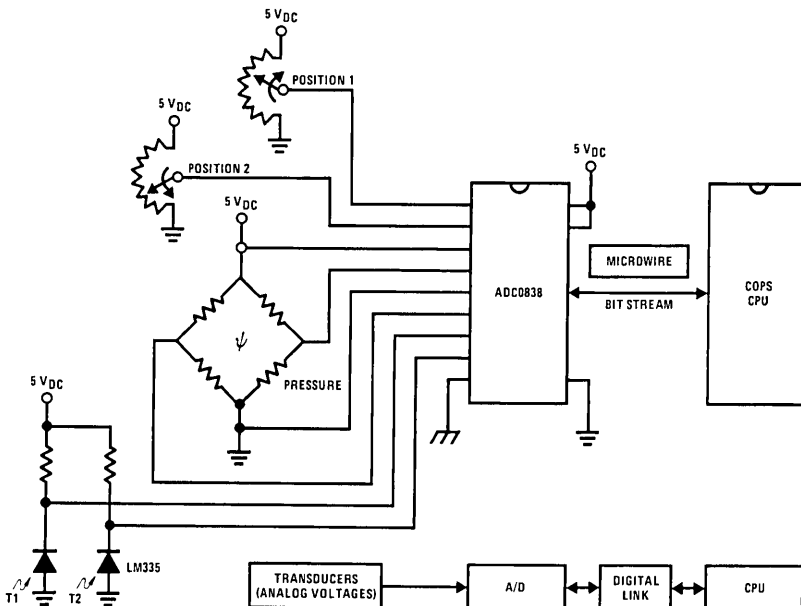 5 VDC
POSITION 1
5 VDC
POSITION 2
5 VDC
5 VDC
MICROWIRE
ADC0838
COPS
CPU
BIT STREAM
ψ
PRESSURE
5 VDC
LM335
T1
T2
TRANSDUCERS
(ANALOG VOLTAGES)
A/D
DIGITAL
LINK
CPU